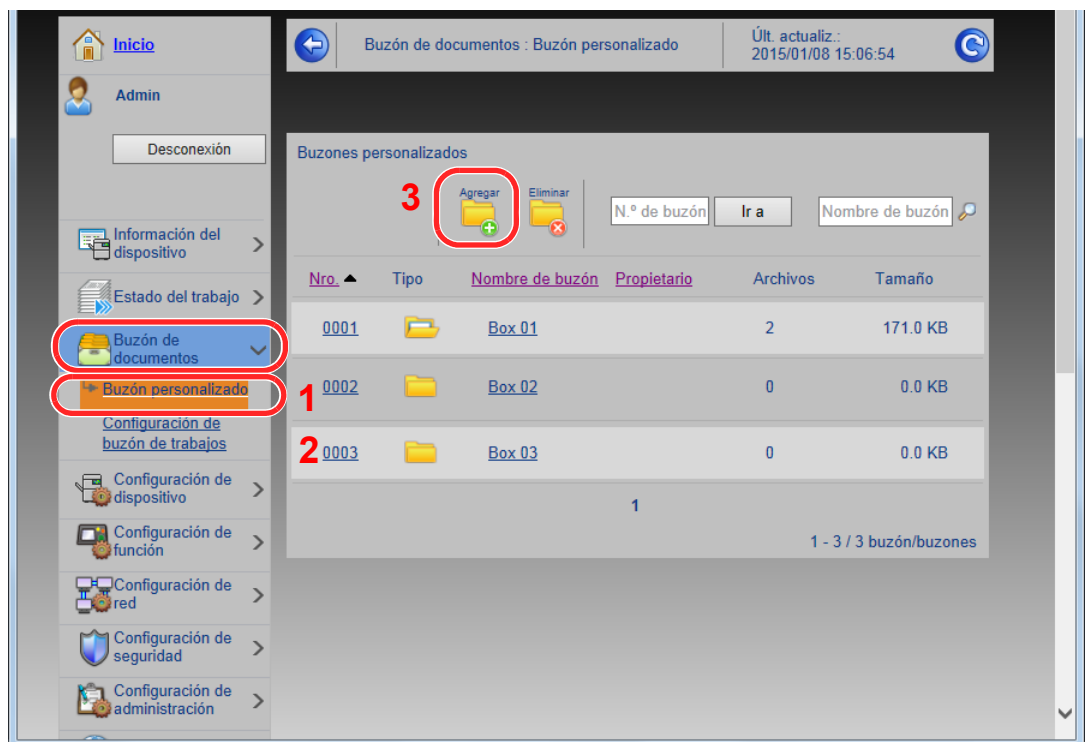 Inicio
Buzón de documentos : Buzón personalizado
Últ. actualiz.:
2015/01/08 15:06:54
Admin
Desconexión
Información del
dispositivo
Estado del trabajo
Buzón de
documentos
1
Buzón personalizado
2
Configuración de
buzón de trabajos
Configuración de
dispositivo
Configuración de
función
Configuración de
red
Configuración de
seguridad
Configuración de
administración
Buzones personalizados
3
Agregar
Eliminar
N.º de buzón
Ir a
Nombre de buzón
Nro. Tipo Nombre de buzón Propietario Archivos Tamaño
0001 Box 01 2 171.0 KB
0002 Box 02 0 0.0 KB
0003 Box 03 0 0.0 KB
1
1 - 3 / 3 buzón/buzones